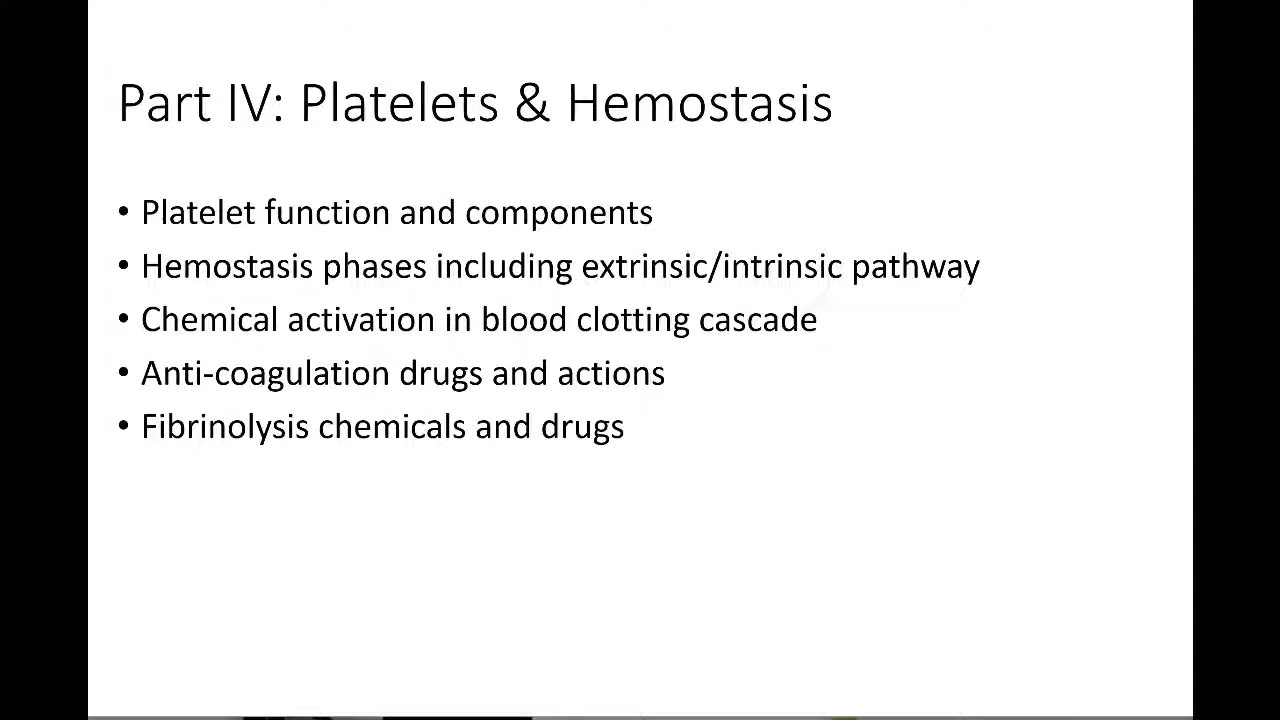 Part IV: Platelets & Hemostasis
• Platelet function and components
• Hemostasis phases including extrinsic/intrinsic pathway
• Chemical activation in blood clotting cascade
• Anti-coagulation drugs and actions
• Fibrinolysis chemicals and drugs